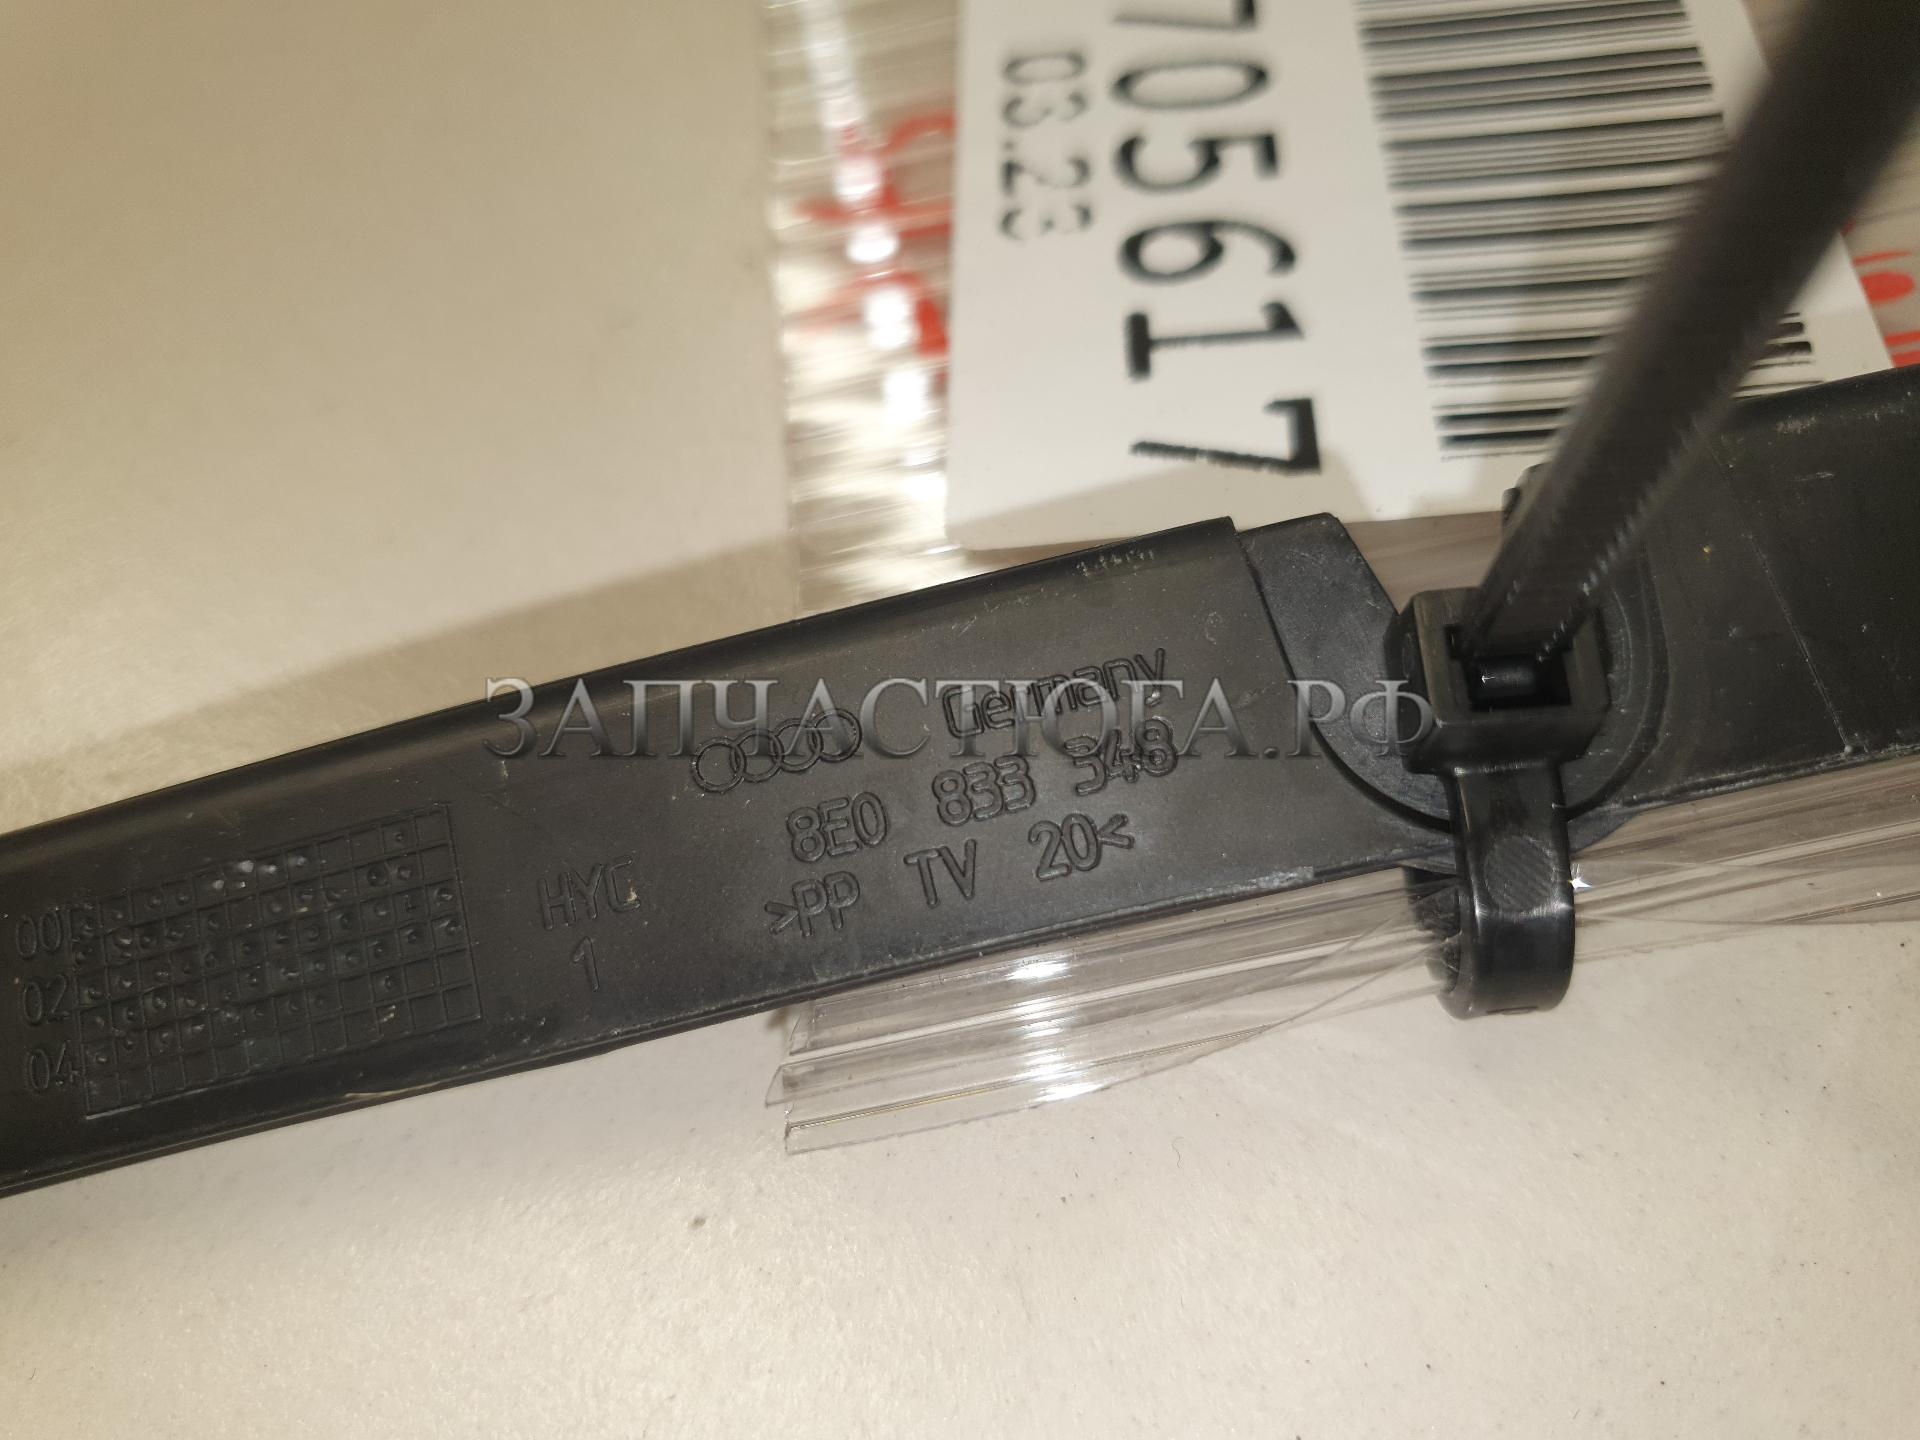 705617
03.23
ЗАПЧАСТЮГА.РФ
Germany
8E0 833 348
>PP TV 20<
HYC
1
00
02
04